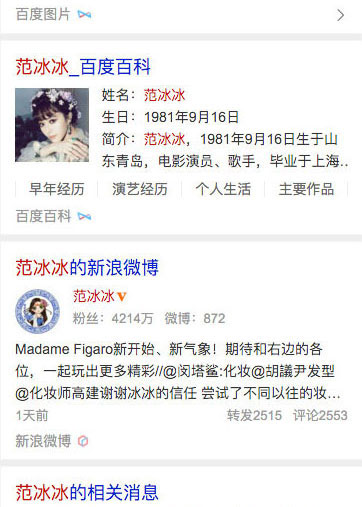 百度图片
范冰冰_百度百科
姓名：范冰冰
生日：1981年9月16日
简介：范冰冰，1981年9月16日生于山
东青岛，电影演员、歌手，毕业于上海..
早年经历 演艺经历 个人生活 主要作品
百度百科
范冰冰的新浪微博
范冰冰
粉丝：4214万 微博：872
Madame Figaro新开始、新气象！期待和右边的各
位，一起玩出更多精彩//@闵塔鲨:化妆@胡議尹发型
@化妆师高建谢谢冰冰的信任 尝试了不同以往的妆…
1天前 转发2515 评论2553
新浪微博
范冰冰的相关消息